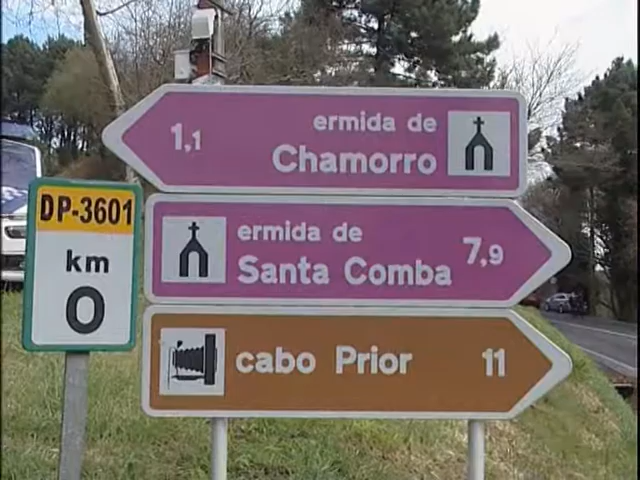 1,1 ermida de
Chamorro
DP-3601
km
0
ermida de
Santa Comba 7,9
cabo Prior 11